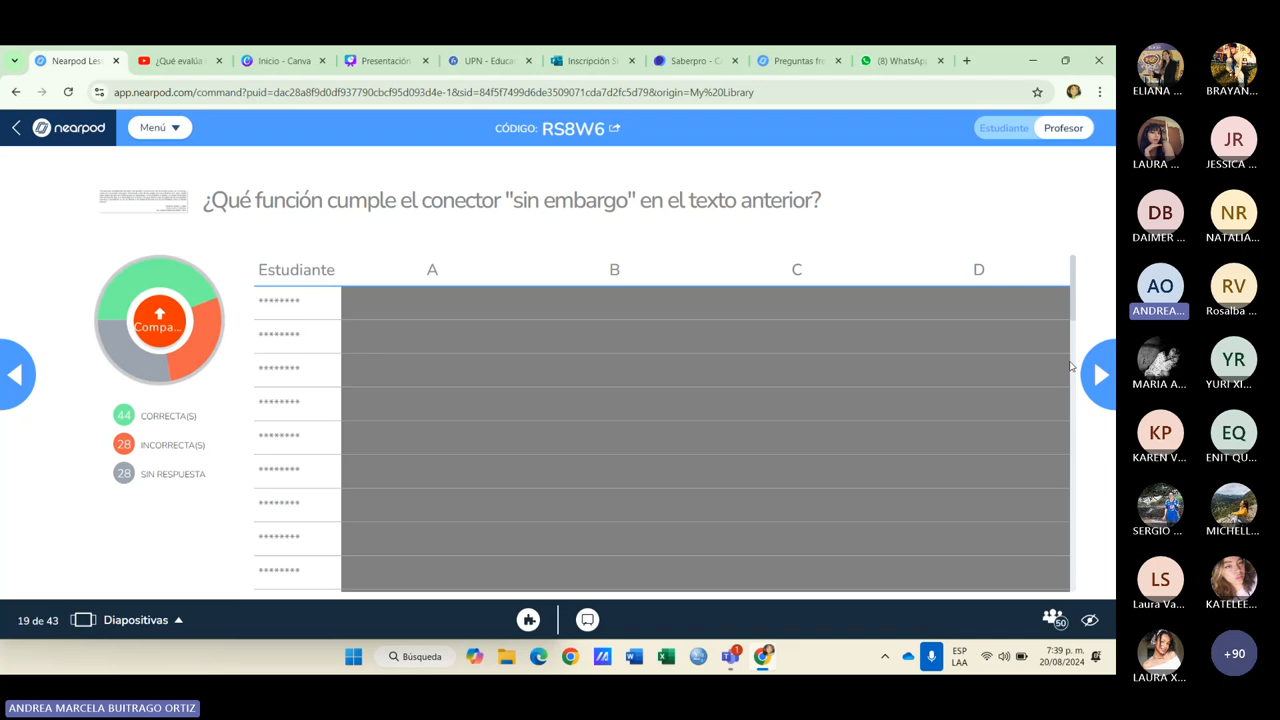 Nearpod Les
¿Qué evalúa l
Inicio - Canva
Presentación
UPN - Educa
Inscripción Si
Saberpro - C
Preguntas fre
(8) WhatsApp
app.nearpod.com/command?puid=dac28a8f9d0df937790cbcf95d093d4e-1&sid=84f5f7499d6de3509071cda7d2fc5d79&origin=My%20Library
nearpod
Menú
CÓDIGO: RS8W6
Estudiante
Profesor
¿Qué función cumple el conector "sin embargo" en el texto anterior?
Estudiante A B C D
********
********
********
********
********
********
********
********
********
Compa...
44 CORRECTA(S)
28 INCORRECTA(S)
28 SIN RESPUESTA
19 de 43
Diapositivas
50
Búsqueda
1
ESP
LAA
7:39 p. m.
20/08/2024
ELIANA ...
BRAYAN...
LAURA ...
JR
JESSICA ...
DB
DAIMER ...
NR
NATALIA...
AO
ANDREA...
RV
Rosalba ...
MARIA A...
YR
YURI XI...
KP
KAREN V...
EQ
ENIT QU...
SERGIO ...
MICHELL...
LS
Laura Va...
KATELEE...
LAURA X...
+90
ANDREA MARCELA BUITRAGO ORTIZ